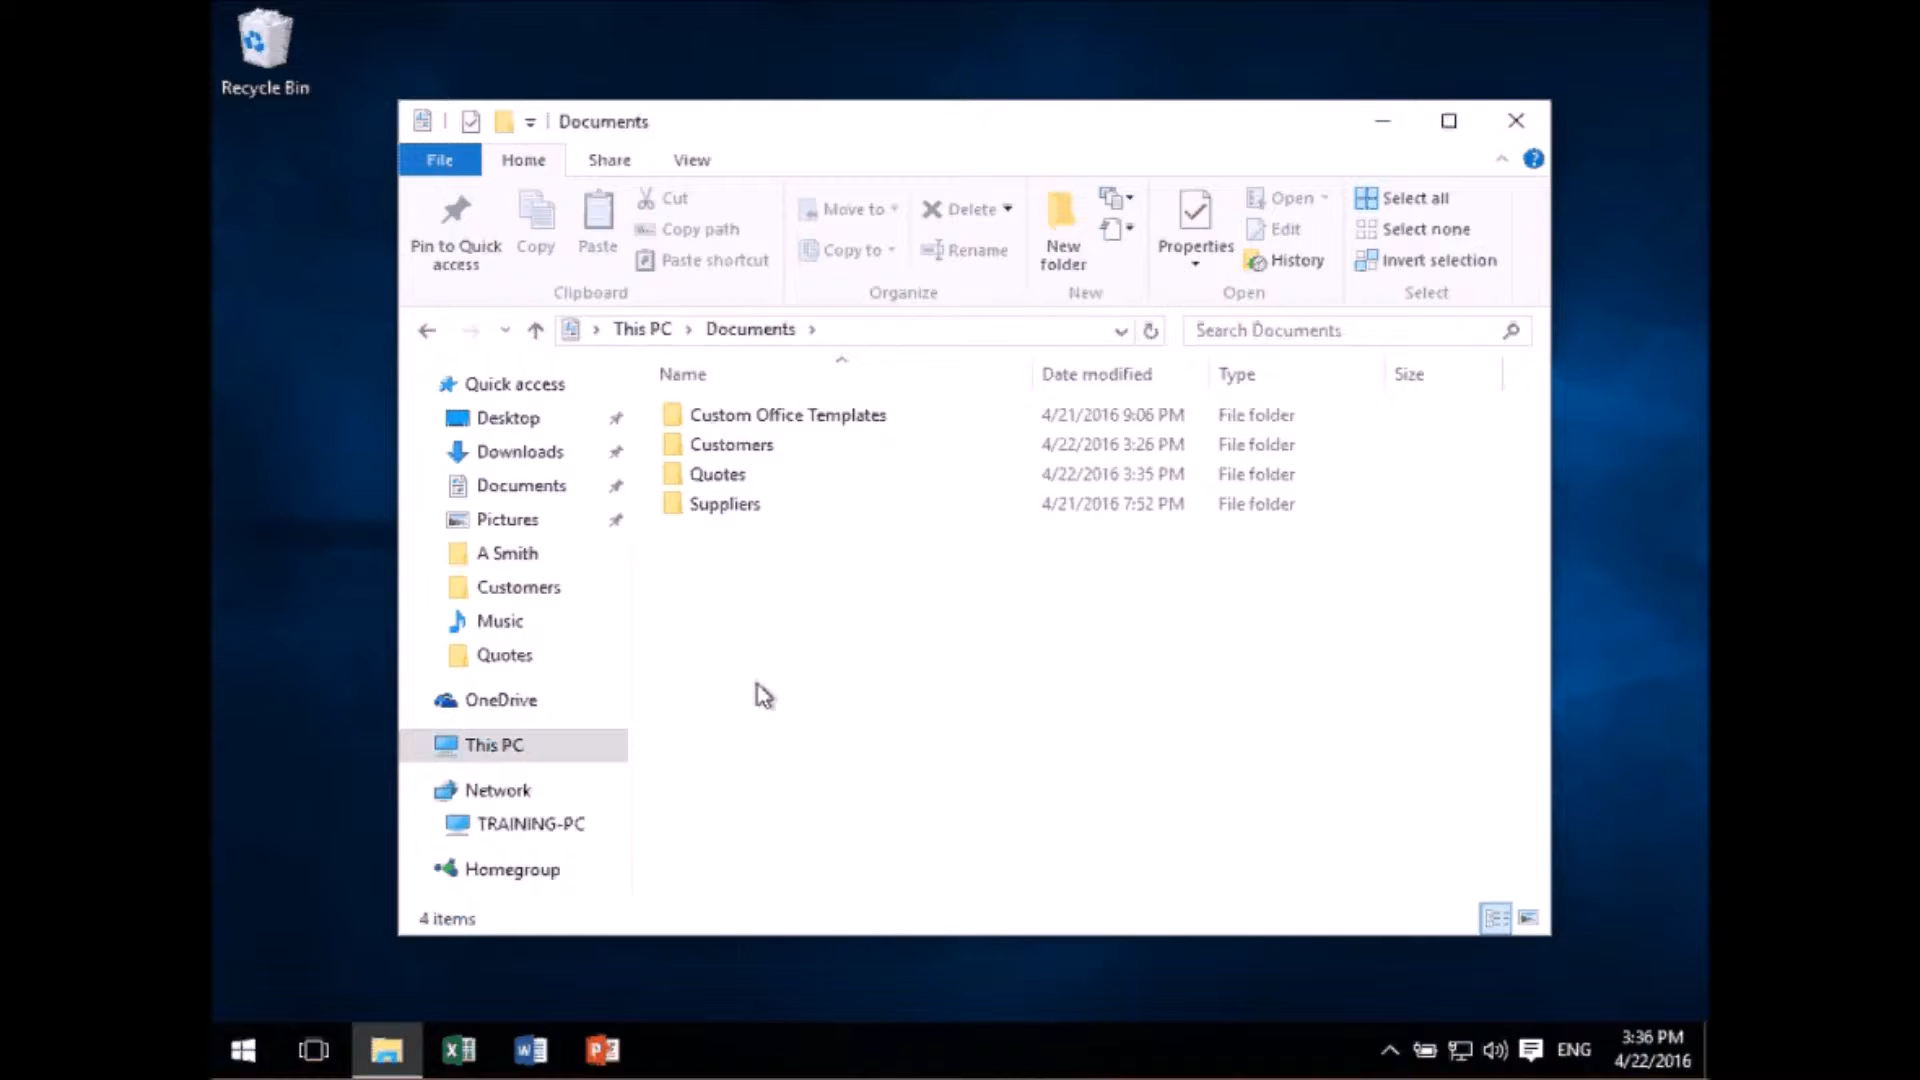 Recycle Bin
Documents
File Home Share View
Pin to Quick access
Copy
Paste
Cut
Copy path
Paste shortcut
Clipboard
Move to
Copy to
Delete
Rename
Organize
New folder
New
Properties
Open
Edit
History
Open
Select all
Select none
Invert selection
Select
This PC Documents
Search Documents
Quick access
Desktop
Downloads
Documents
Pictures
A Smith
Customers
Music
Quotes
OneDrive
This PC
Network
TRAINING-PC
Homegroup
Name Date modified Type Size
Custom Office Templates 4/21/2016 9:06 PM File folder
Customers 4/22/2016 3:26 PM File folder
Quotes 4/22/2016 3:35 PM File folder
Suppliers 4/21/2016 7:52 PM File folder
4 items
ENG
3:36 PM
4/22/2016